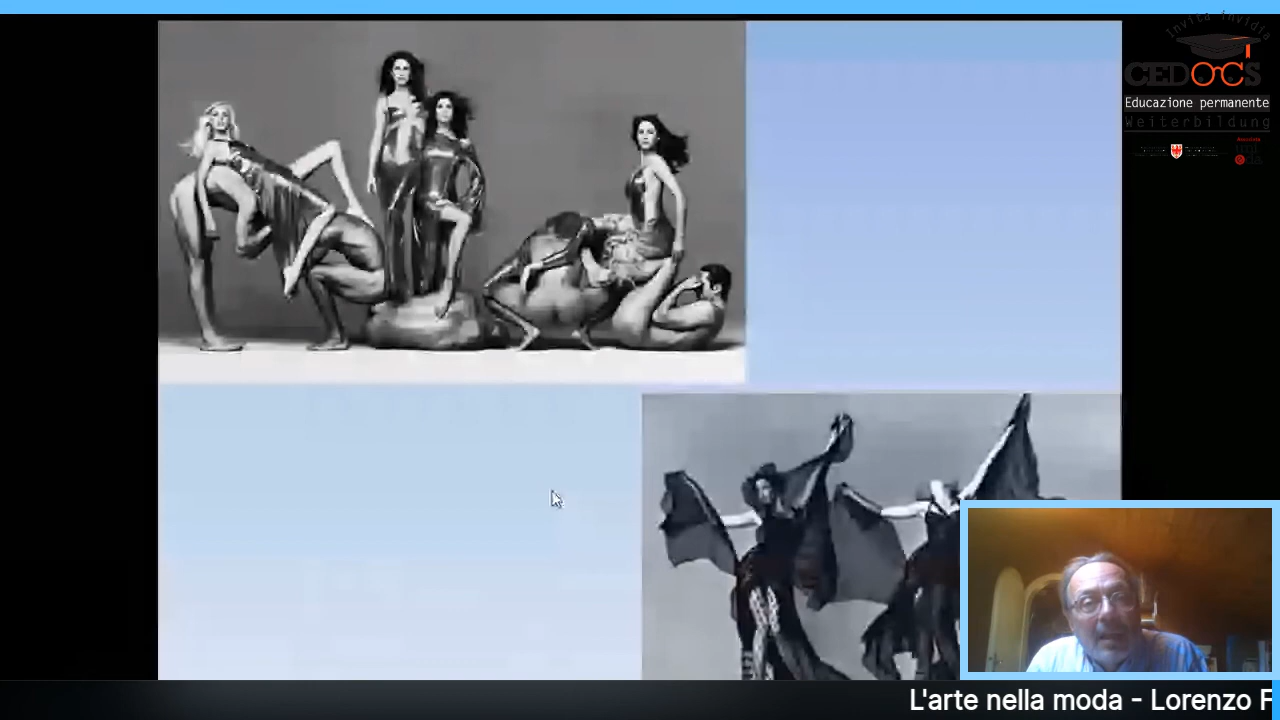 Invita invidia
CEDOCS
Educazione permanente
Weiterbildung
L'arte nella moda - Lorenzo F